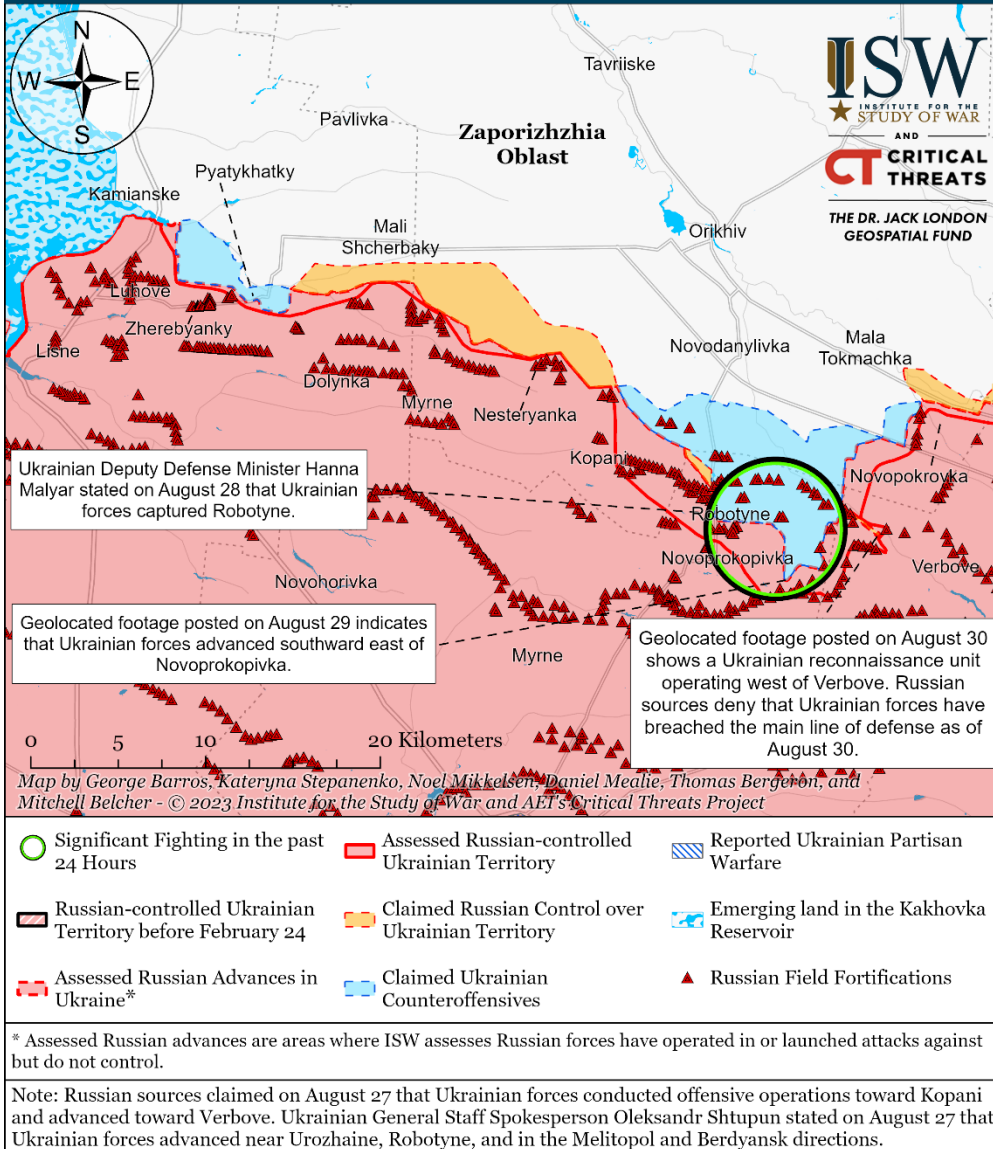 N
W
E
S
Tavriiske
ISW
INSTITUTE FOR THE
STUDY OF WAR
AND
CT CRITICAL
THREATS
THE DR. JACK LONDON
GEOSPATIAL FUND
Pavlivka
Zaporizhzhia
Oblast
Pyatykhatky
Kamianske
Mali
Shcherbaky
Orikhiv
Luhove
Zherebyanky
Lisne
Novodanylivka
Mala
Tokmachka
Dolynka
Myrne
Nesteryanka
Kopani
Novopokrovka
Ukrainian Deputy Defense Minister Hanna
Malyar stated on August 28 that Ukrainian
forces captured Robotyne.
Robotyne
Novoprokopivka
Verbove
Novohorivka
Geolocated footage posted on August 29 indicates
that Ukrainian forces advanced southward east of
Novoprokopivka.
Myrne
Geolocated footage posted on August 30
shows a Ukrainian reconnaissance unit
operating west of Verbove. Russian
sources deny that Ukrainian forces have
breached the main line of defense as of
August 30.
0 5 10 20 Kilometers
Map by George Barros, Kateryna Stepanenko, Noel Mikkelsen, Daniel Mealie, Thomas Bergeron, and
Mitchell Belcher - © 2023 Institute for the Study of War and AEI's Critical Threats Project
Significant Fighting in the past
24 Hours
Assessed Russian-controlled
Ukrainian Territory
Reported Ukrainian Partisan
Warfare
Russian-controlled Ukrainian
Territory before February 24
Claimed Russian Control over
Ukrainian Territory
Emerging land in the Kakhovka
Reservoir
Assessed Russian Advances in
Ukraine*
Claimed Ukrainian
Counteroffensives
Russian Field Fortifications
* Assessed Russian advances are areas where ISW assesses Russian forces have operated in or launched attacks against
but do not control.
Note: Russian sources claimed on August 27 that Ukrainian forces conducted offensive operations toward Kopani
and advanced toward Verbove. Ukrainian General Staff Spokesperson Oleksandr Shtupun stated on August 27 that
Ukrainian forces advanced near Urozhaine, Robotyne, and in the Melitopol and Berdyansk directions.